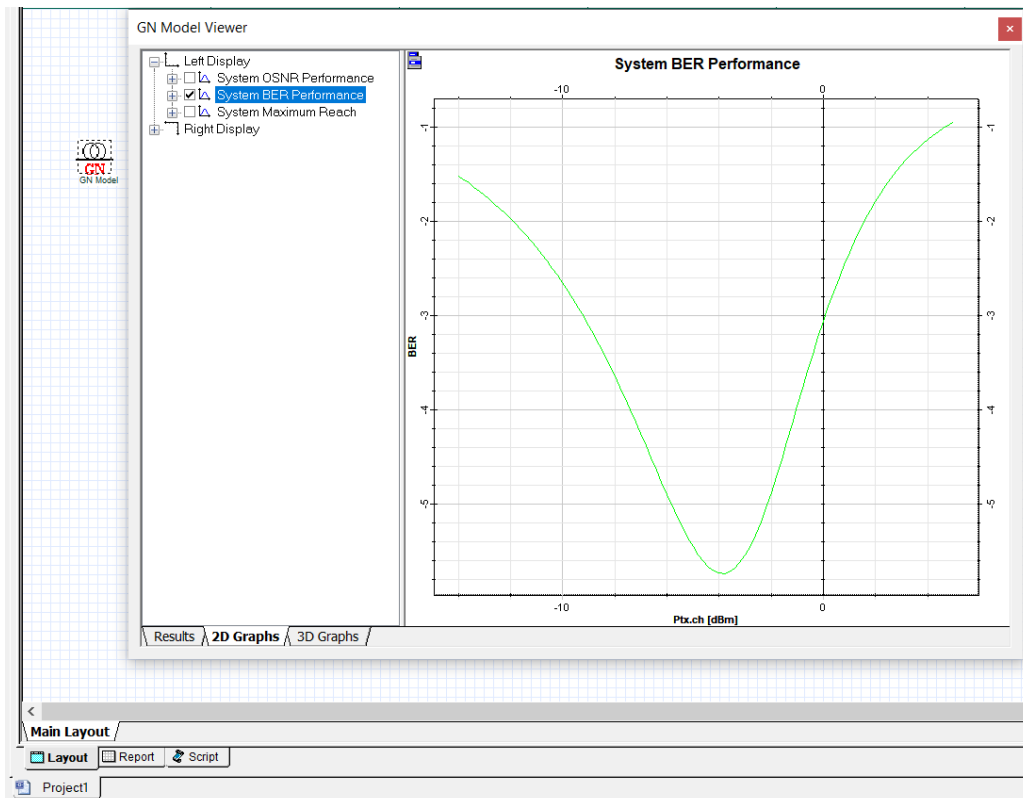 GN Model Viewer
×
Left Display
System OSNR Performance
System BER Performance
System Maximum Reach
Right Display
GN
GN Model
System BER Performance
-10 0
-1 -1
-2 -2
-3 -3
BER
-4 -4
-5 -5
-10 0
Ptx.ch [dBm]
Results 2D Graphs 3D Graphs
<
Main Layout
Layout Report Script
Project1